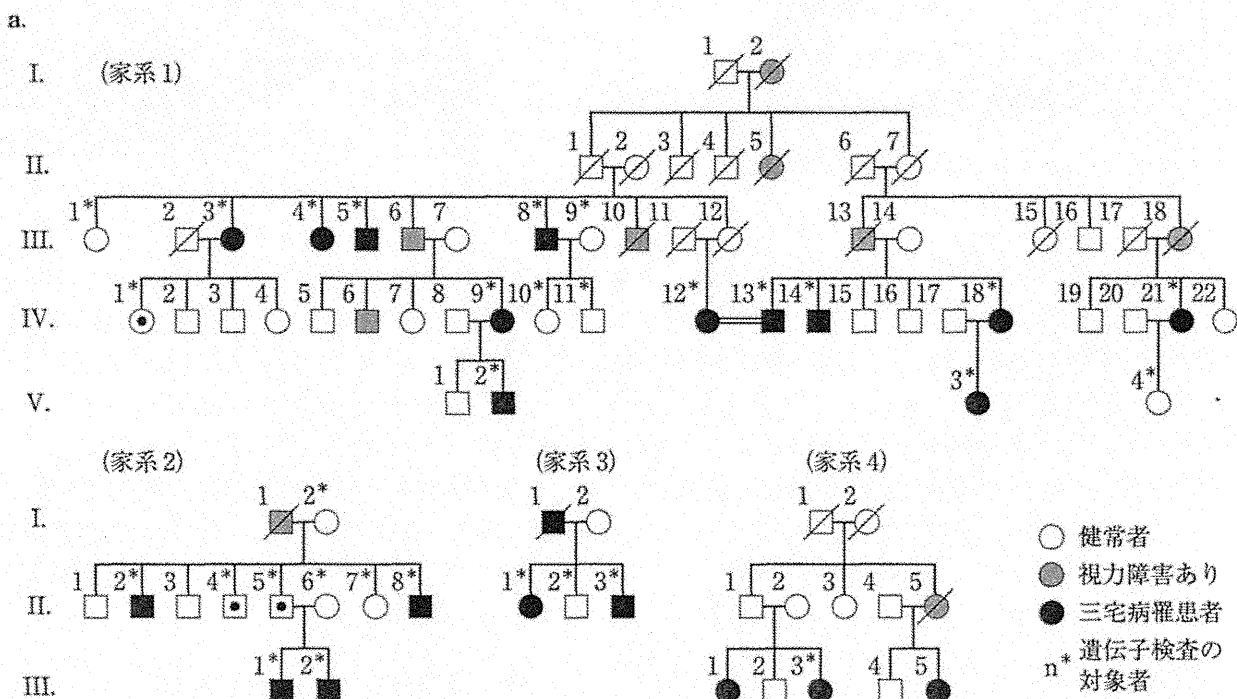 a.
1 2
I. (家系1)
1 2 3 4 5 6 7
II.
1* 2 3* 4* 5* 6 7 8* 9* 10 11 12 13 14 15 16 17 18
III.
1* 2 3 4 5 6 7 8 9* 10* 11* 12* 13* 14* 15 16 17 18* 19 20 21* 22
IV.
1 2* 3* 4*
V.
(家系2) (家系3) (家系4)
1 2* 1 2 1 2
I.
健常者
1 2* 3 4* 5* 6* 7* 8* 1* 2* 3* 1 2 3 4 5
視力障害あり
II.
三宅病罹患者
1* 2* 1 2 3* 4 5
n* 遺伝子検査の
対象者
III.